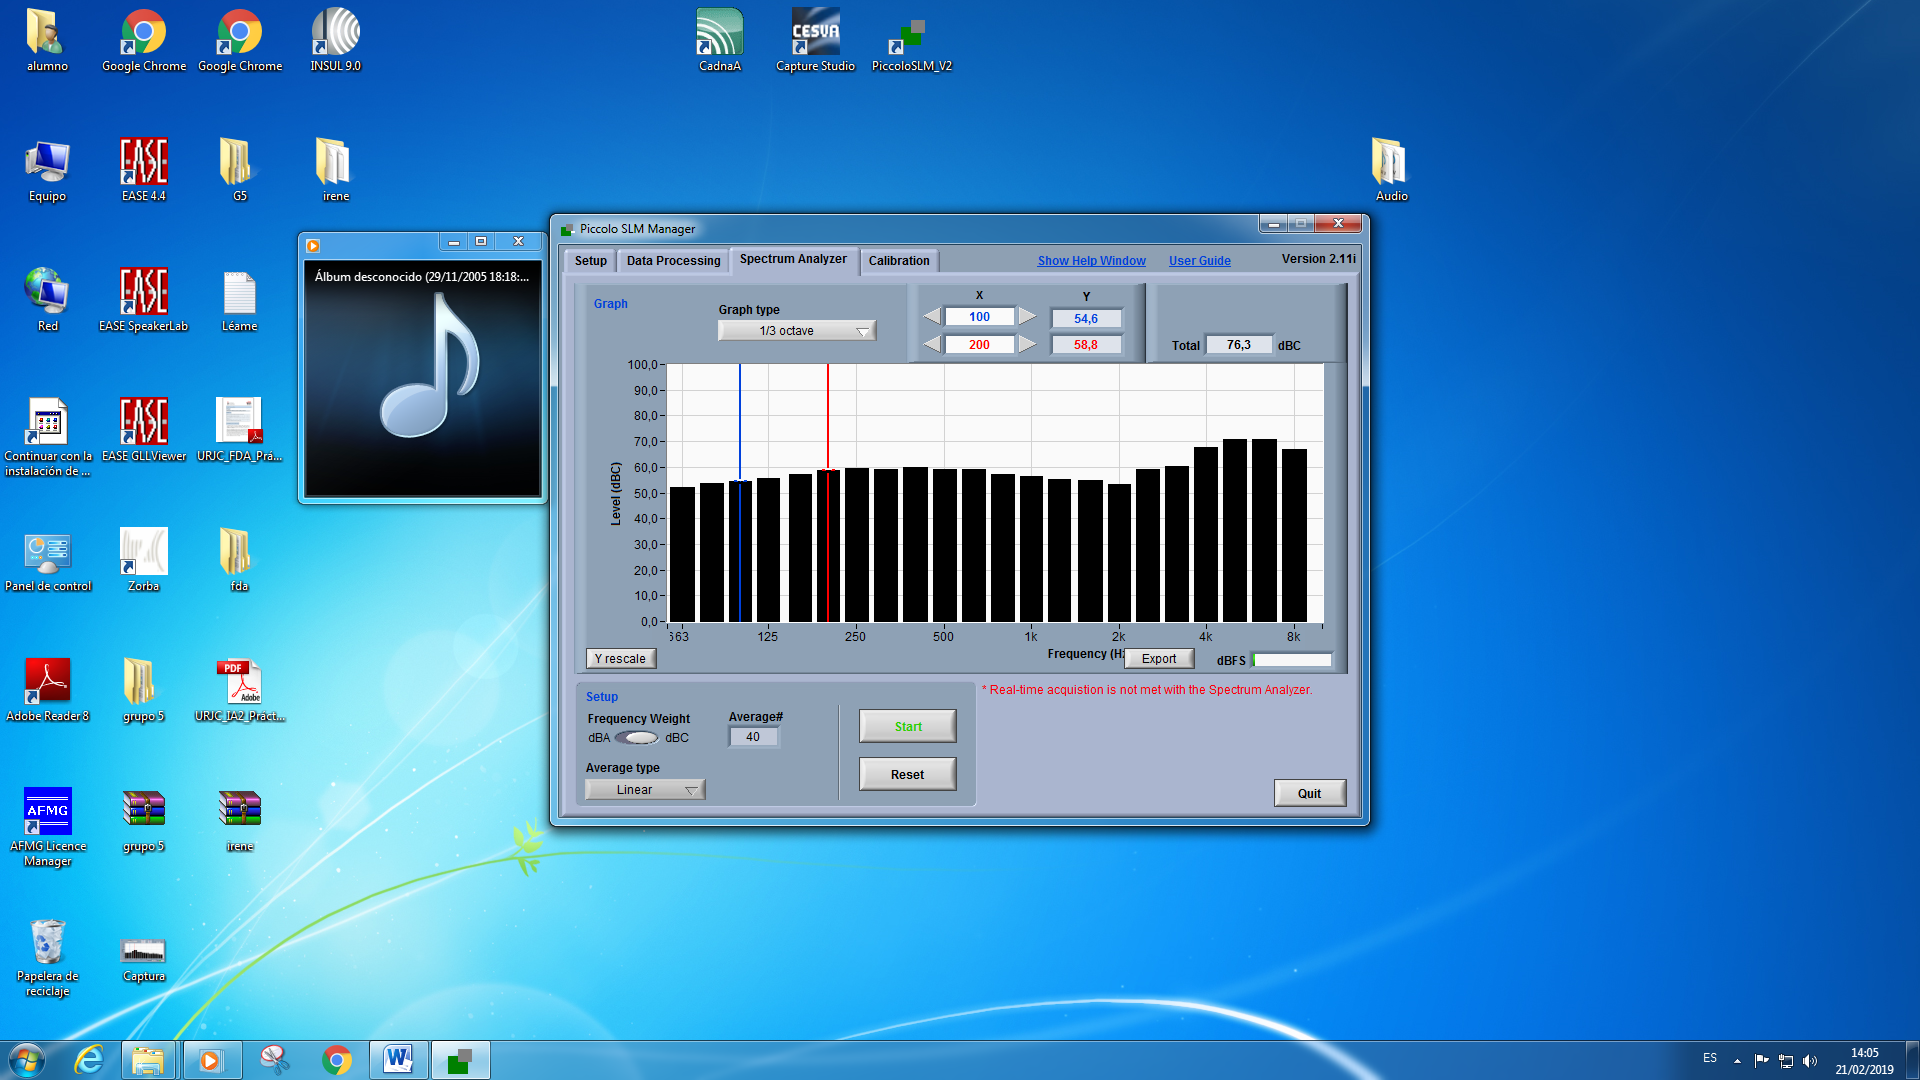 alumno
Google Chrome
Google Chrome
INSUL 9.0
CadnaA
CESVA
Capture Studio
PiccoloSLM_V2
Equipo
EASE
EASE 4.4
G5
irene
Audio
Red
EASE
EASE SpeakerLab
Léame
Continuar con la
instalación de ...
EASE
EASE GLLViewer
URJC_FDA_Prá...
Panel de control
Zorba
fda
Adobe Reader 8
grupo 5
PDF
Adobe
URJC_IA2_Práct...
AFMG
AFMG Licence
Manager
grupo 5
irene
Papelera de
reciclaje
Captura
Álbum desconocido (29/11/2005 18:18:...
Piccolo SLM Manager
Setup
Data Processing
Spectrum Analyzer
Calibration
Show Help Window
User Guide
Version 2.11i
Graph
Graph type
1/3 octave
X
Y
100
54,6
200
58,8
Total
76,3
dBC
Level (dBC)
100,0
90,0
80,0
70,0
60,0
50,0
40,0
30,0
20,0
10,0
0,0
63
125
250
500
1k
2k
4k
8k
Y rescale
Frequency (H
Export
dBFS
Setup
Frequency Weight
dBA
dBC
Average#
40
Average type
Linear
Start
Reset
* Real-time acquistion is not met with the Spectrum Analyzer.
Quit
ES
14:05
21/02/2019